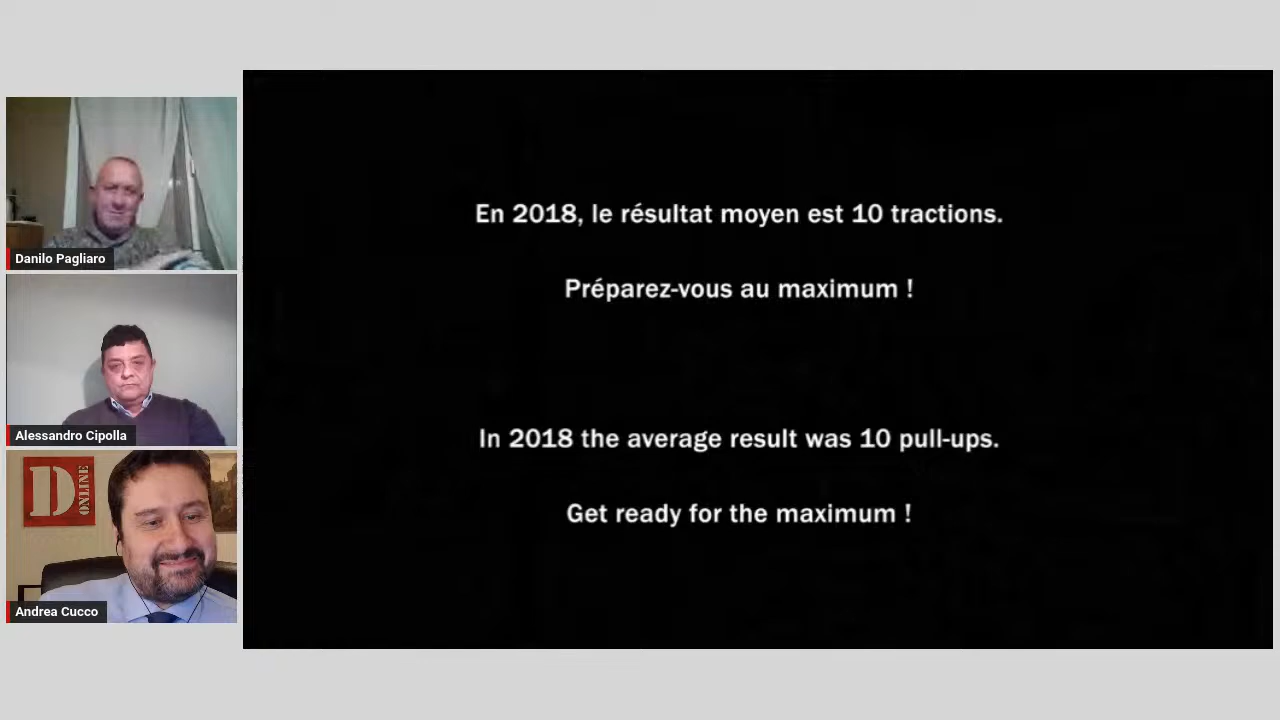 Danilo Pagliaro
Alessandro Cipolla
D
ONLINE
Andrea Cucco
En 2018, le résultat moyen est 10 tractions.
Préparez-vous au maximum !
In 2018 the average result was 10 pull-ups.
Get ready for the maximum !